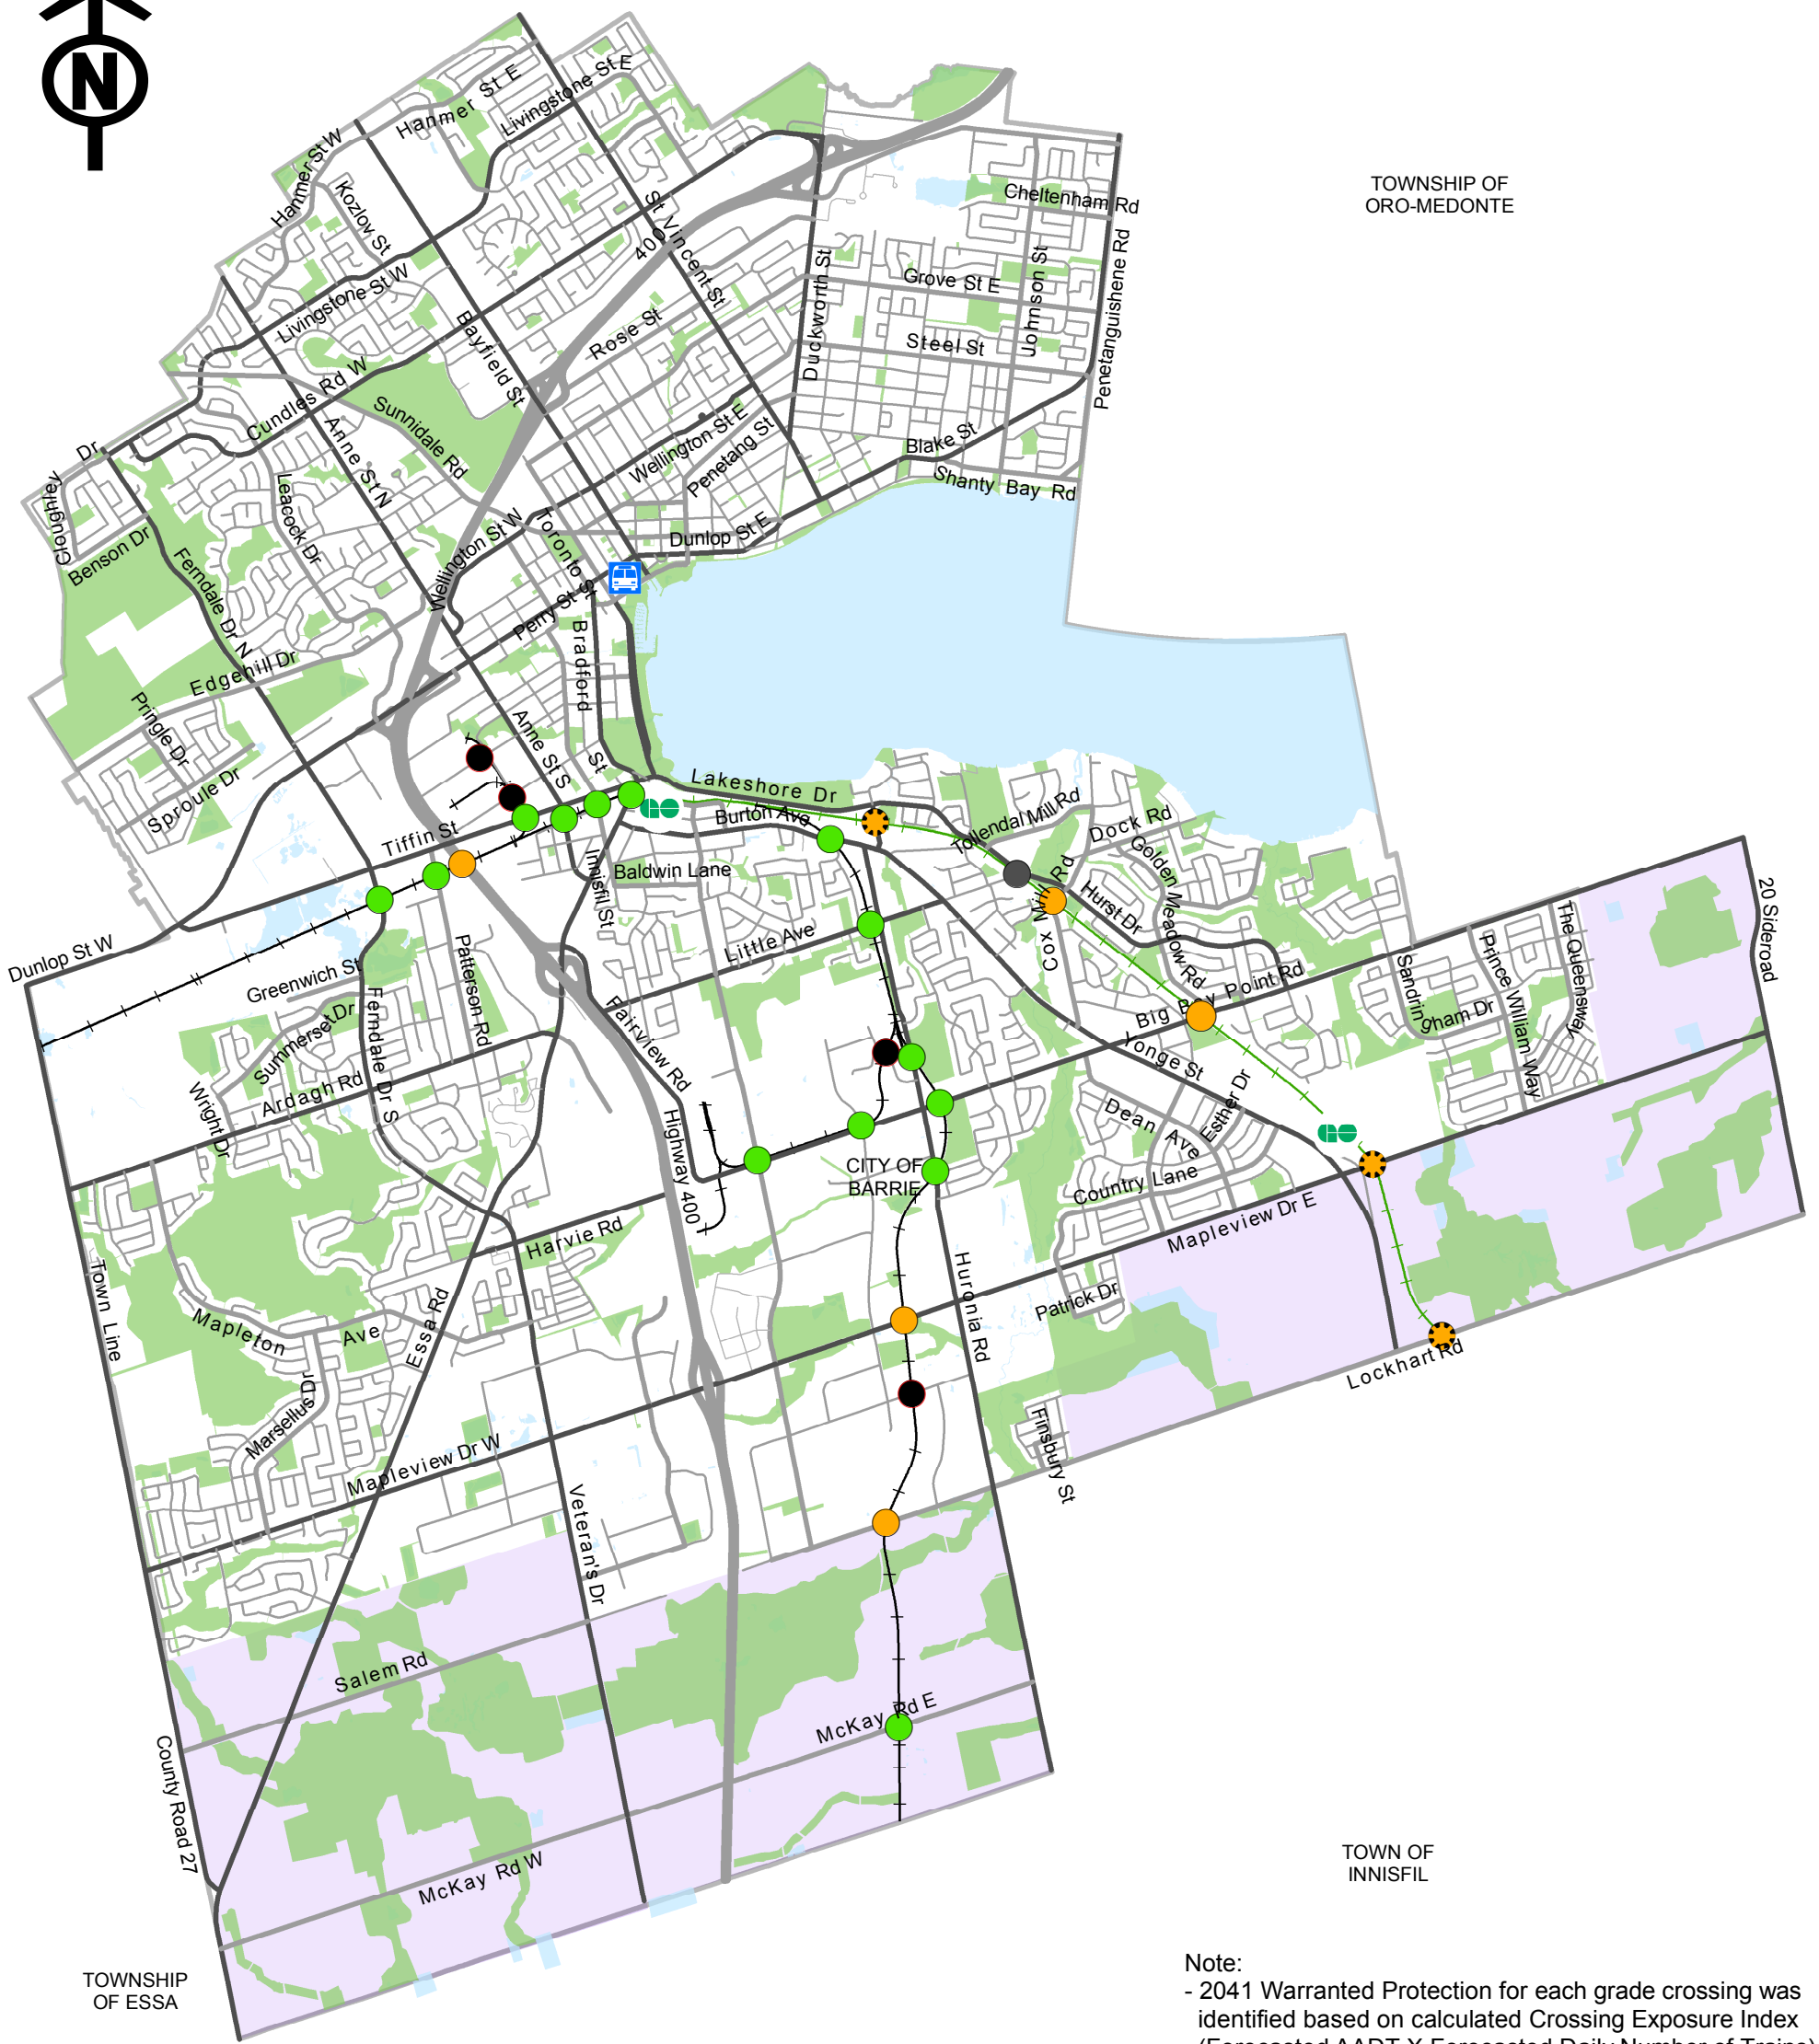 N
TOWNSHIP OF
ORO-MEDONTE
Hanmer St E
Livingstone St E
Hanmer St W
Kozlov St
St Vincent St
400
Cheltenham Rd
Livingstone St W
Bayfield St
Rose St
Duckworth St
Grove St E
Johnson St
Steel St
Penetanguishene Rd
Cundles Rd W
Sunnidale Rd
Anne St N
Wellington St E
Penetang St
Blake St
Shanty Bay Rd
Dr
Cloughley
Benson Dr
Leacock Dr
Ferndale Dr N
Wellington St W
Toronto St
Dunlop St E
Perry St
Bradford
St
Edgehill Dr
Pringle Dr
Sproule Dr
Anne St S
Lakeshore Dr
Tiffin St
Burton Ave
Tollendal Mill Rd
Dock Rd
Golden Meadow Rd
Baldwin Lane
Innisfil St
Cox Mill Rd
Hurst Dr
20 Sideroad
Dunlop St W
Greenwich St
Patterson Rd
Little Ave
Fairview Rd
Big Bay Point Rd
Yonge St
Sandringham Dr
Prince William Way
The Queensway
Summerset Dr
Ferndale Dr S
Ardagh Rd
Wright Dr
Highway 400
Dean Ave
Esther Dr
GO
GO
CITY OF
BARRIE
Country Lane
Mapleview Dr E
Harvie Rd
Town Line
Mapleton Ave
Essa Rd
Huronia Rd
Patrick Dr
Lockhart Rd
Marsellus Dr
Finsbury St
Mapleview Dr W
Veteran's Dr
Salem Rd
McKay Rd E
County Road 27
McKay Rd W
TOWN OF
INNISFIL
TOWNSHIP
OF ESSA
Note:
- 2041 Warranted Protection for each grade crossing was
identified based on calculated Crossing Exposure Index
(Forecasted AADT X Forecasted Daily Number of Trains)